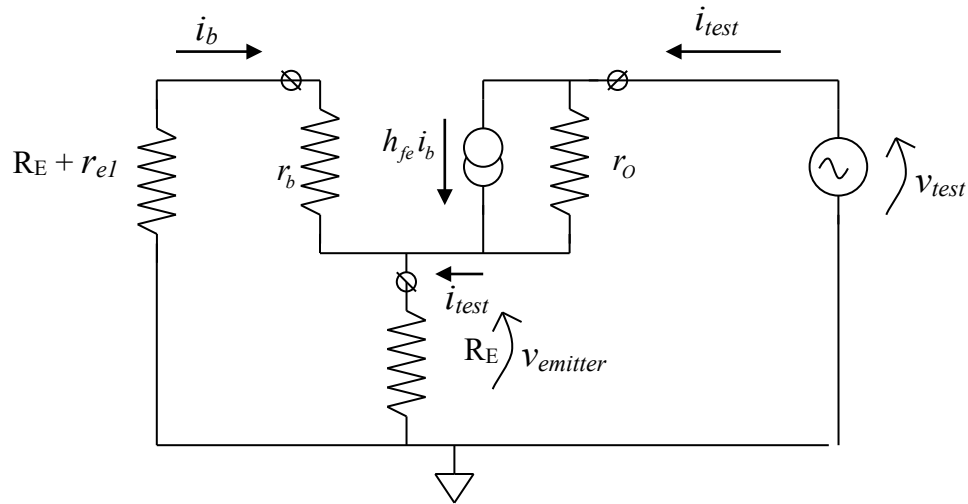 i_b
i_test
R_E + r_e1
r_b
h_fe i_b
r_O
v_test
i_test
R_E
v_emitter